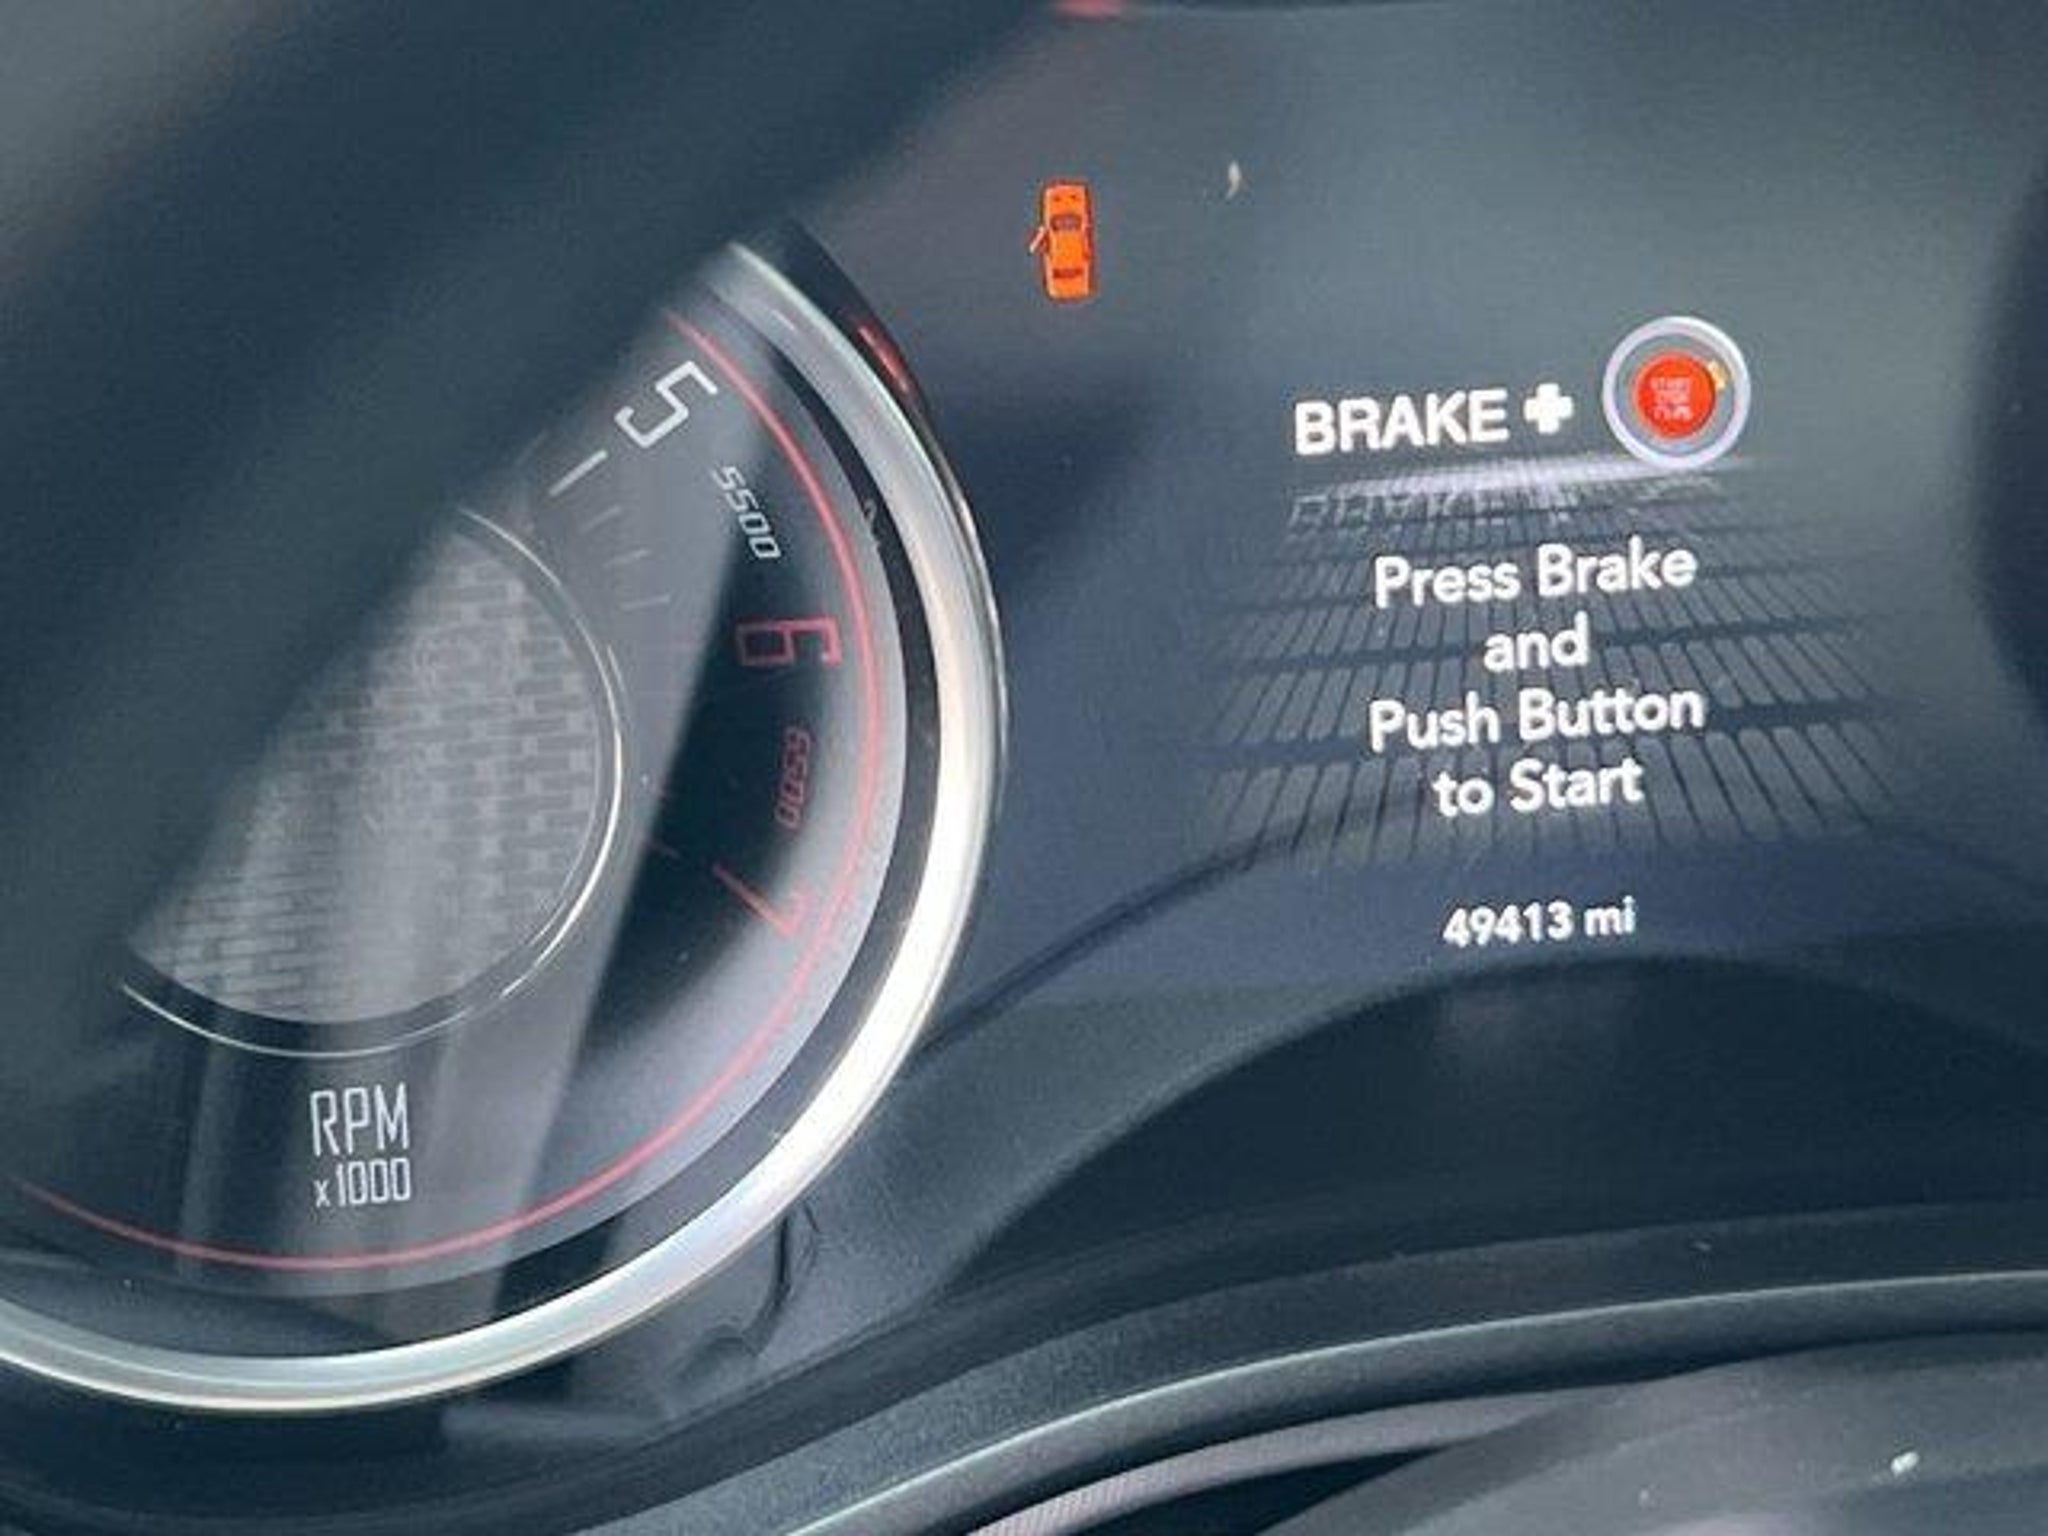 5
5500
6
6500
7
RPM
x1000
BRAKE +
Press Brake
and
Push Button
to Start
49413 mi